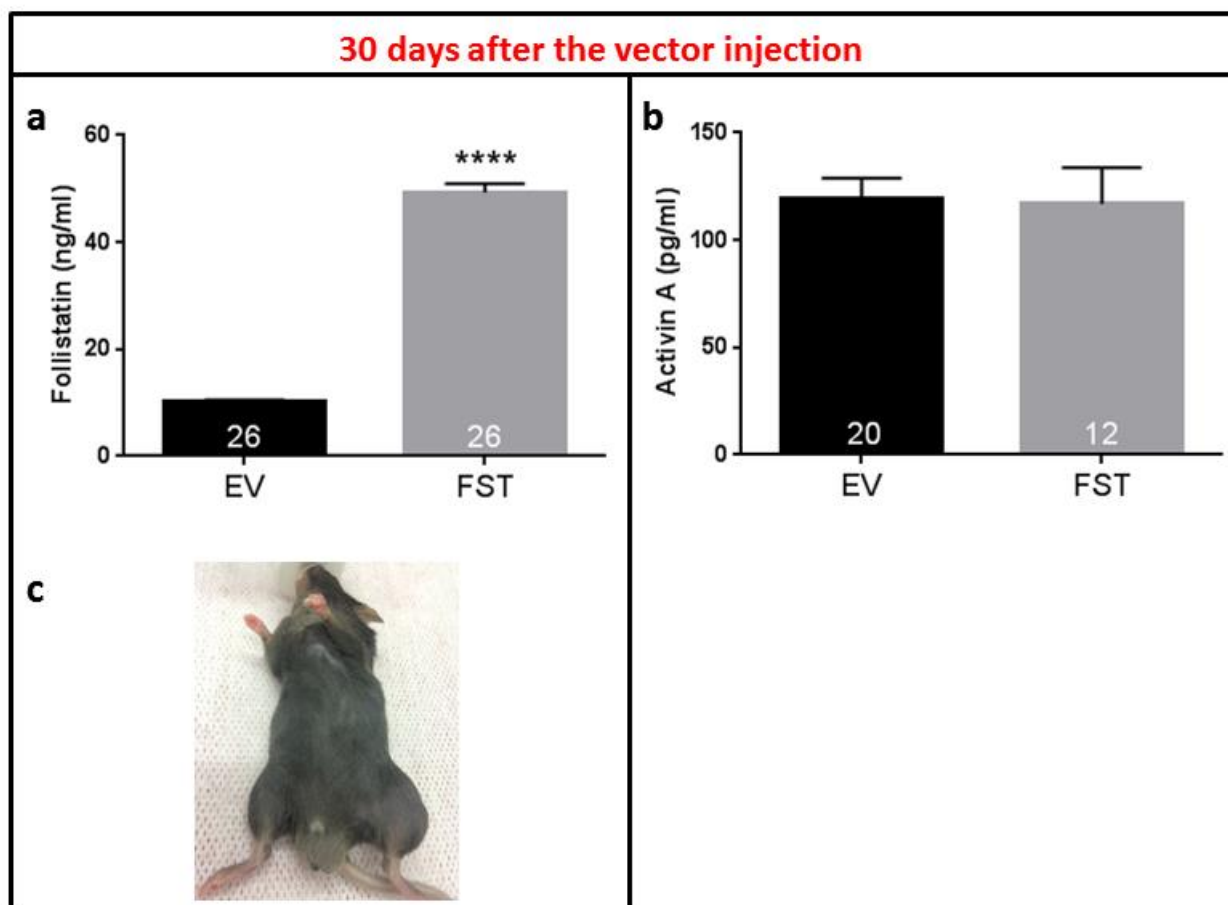 30 days after the vector injection
a
60
40
20
0
Follistatin (ng/ml)
****
26
26
EV
FST
b
150
100
50
0
Activin A (pg/ml)
20
12
EV
FST
c